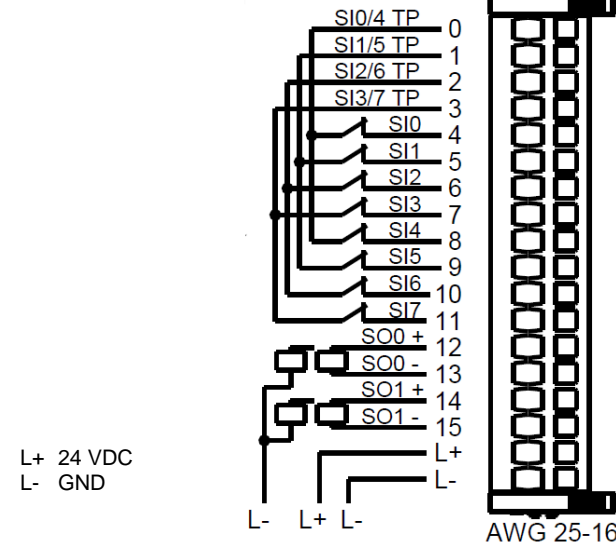 SI0/4 TP 0
SI1/5 TP 1
SI2/6 TP 2
SI3/7 TP 3
SI0 4
SI1 5
SI2 6
SI3 7
SI4 8
SI5 9
SI6 10
SI7 11
SO0 + 12
SO0 - 13
SO1 + 14
SO1 - 15
L+
L-
L+ 24 VDC
L- GND
L- L+ L-
AWG 25-16